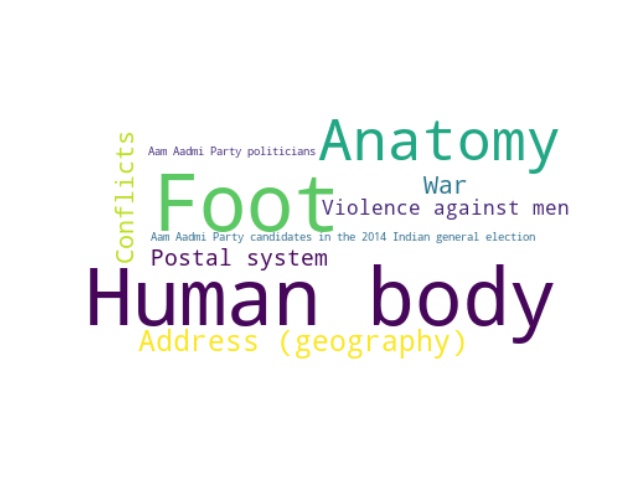 Anatomy
Conflicts
Aam Aadmi Party politicians
Foot
War
Violence against men
Aam Aadmi Party candidates in the 2014 Indian general election
Postal system
Human body
Address (geography)